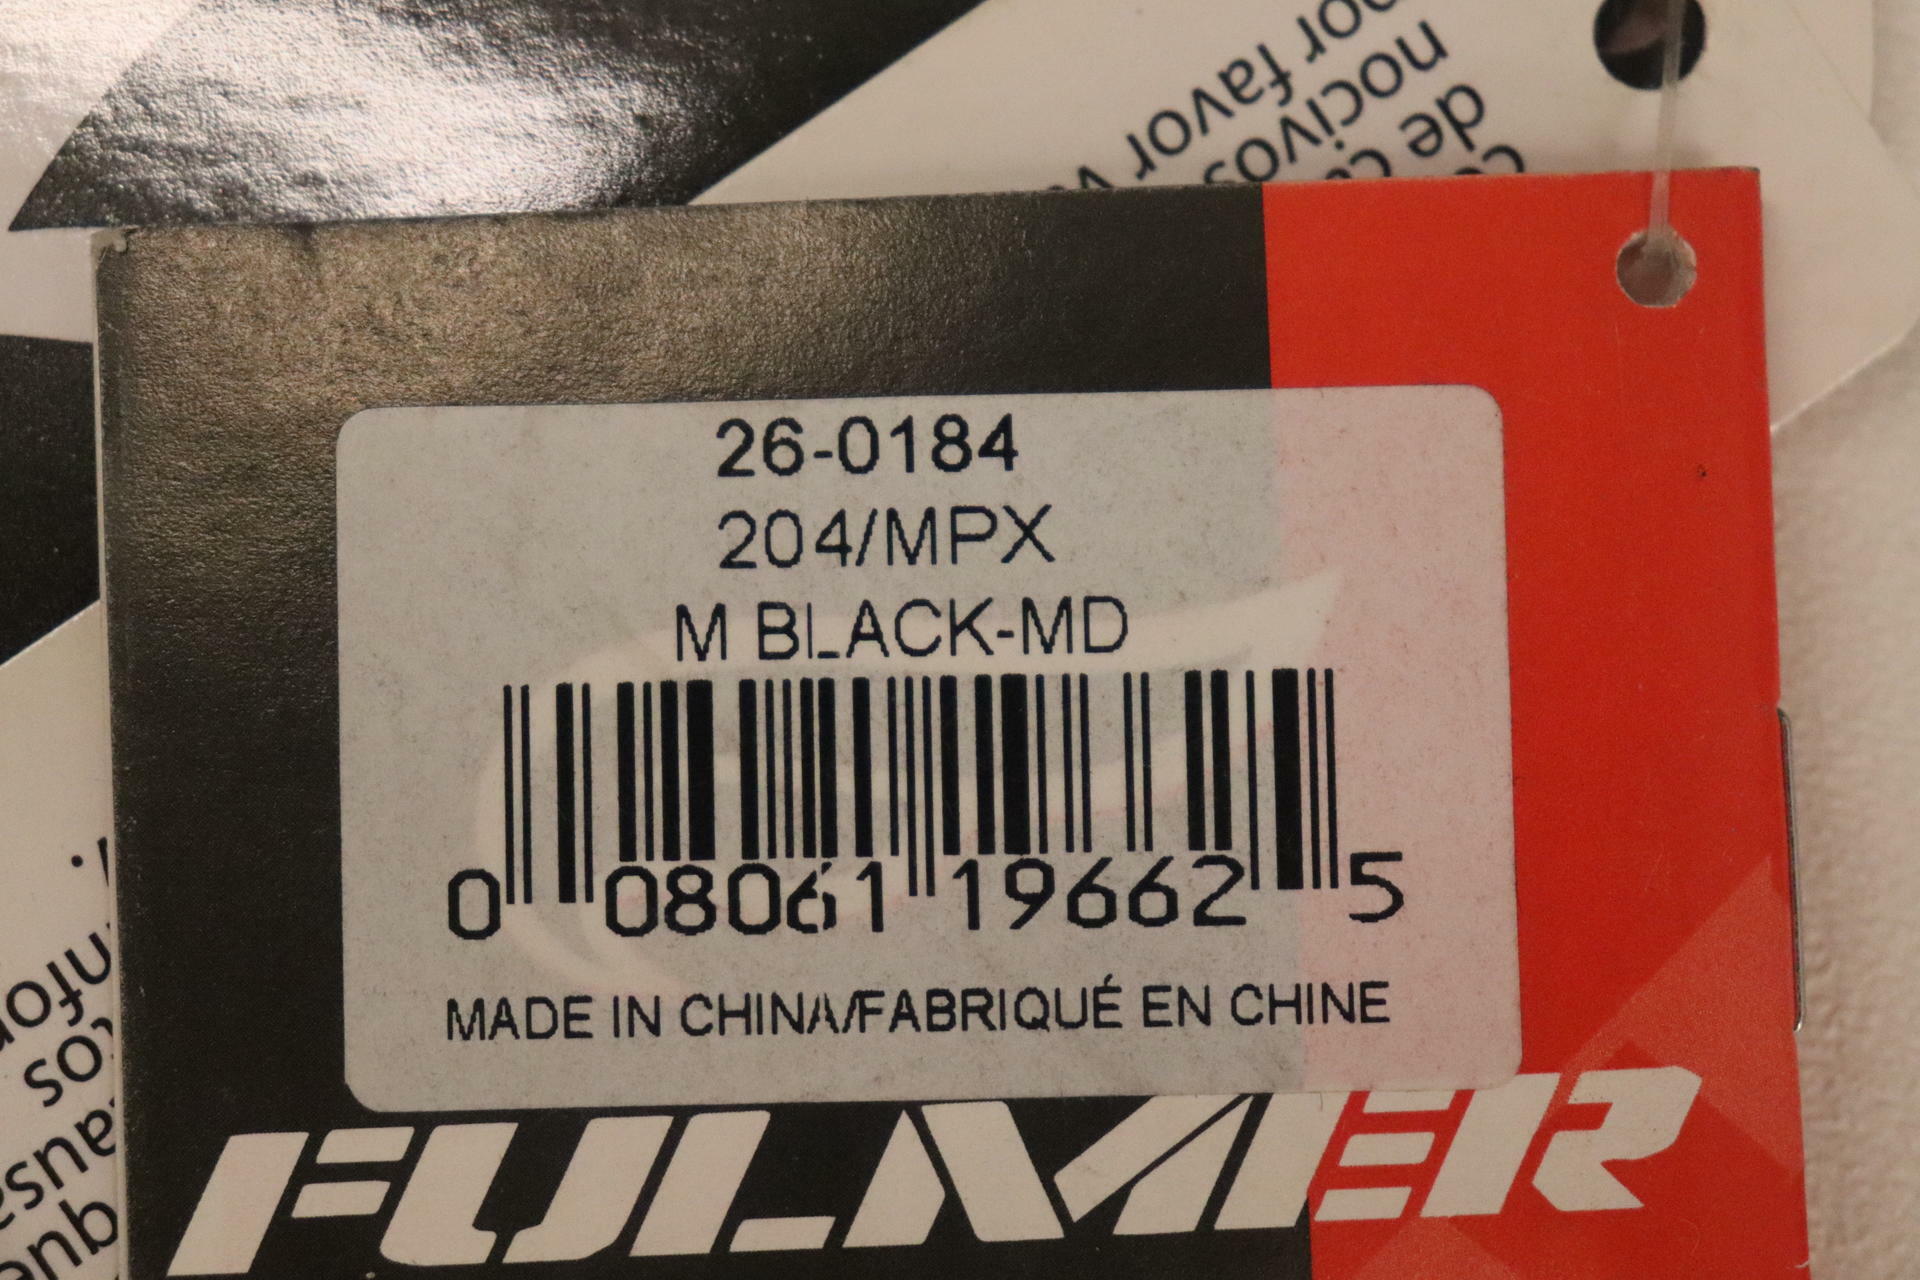 por favor
nocivos
de
26-0184
204/MPX
M BLACK-MD
0 08061 19662 5
MADE IN CHINA/FABRIQUÉ EN CHINE
FULMER